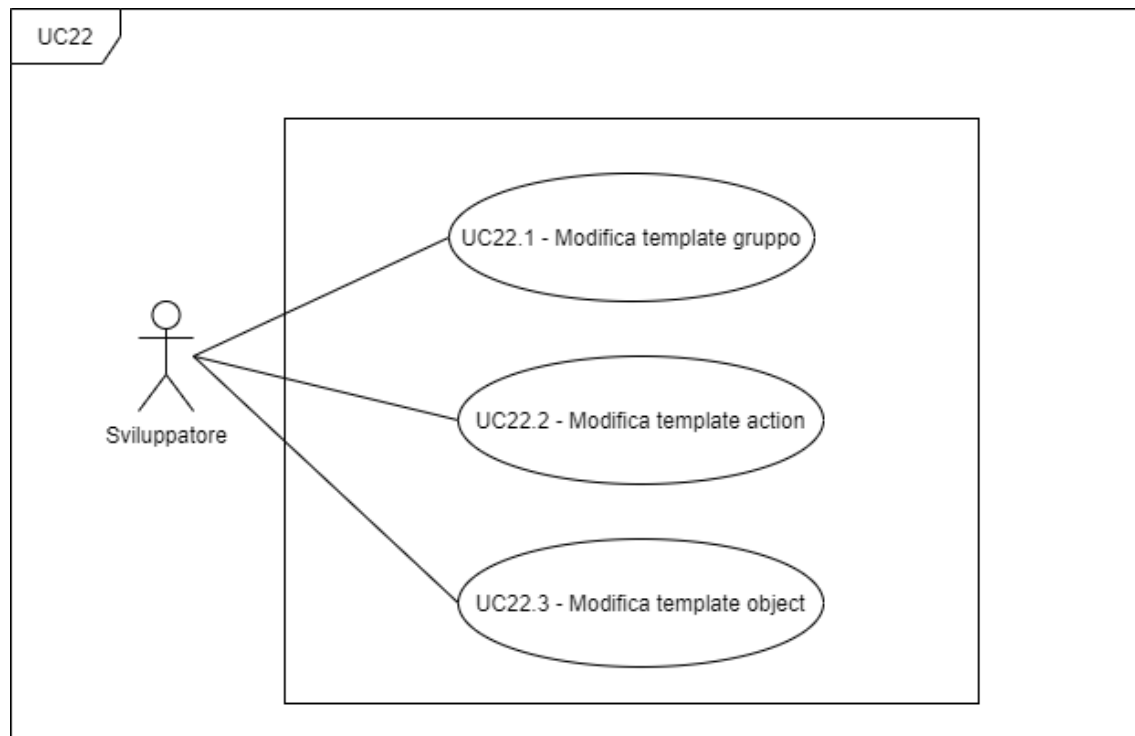 UC22
UC22.1 - Modifica template gruppo
Sviluppatore
UC22.2 - Modifica template action
UC22.3 - Modifica template object